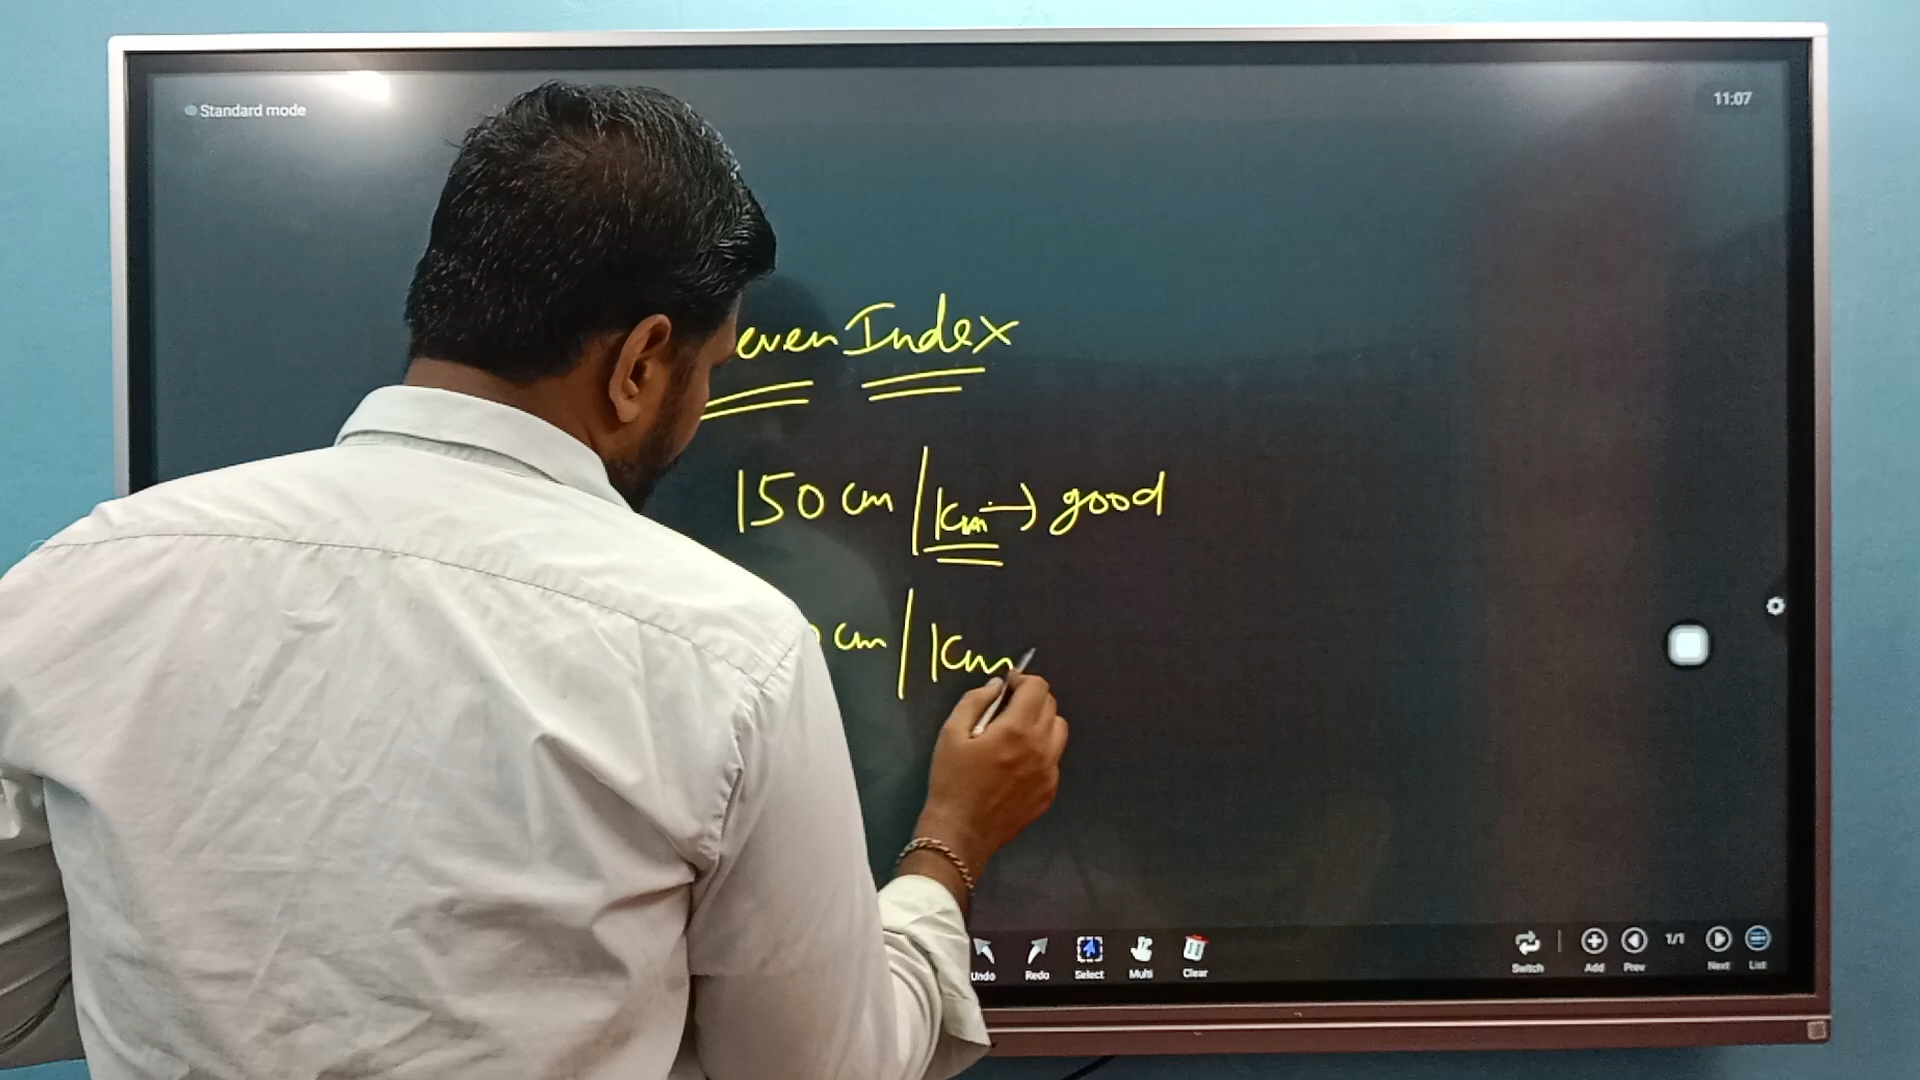 Standard mode
11:07
even Index
150 cm / km → good
cm / km
Undo Redo Select Multi Clear Switch Add Prev 1/1 Next List